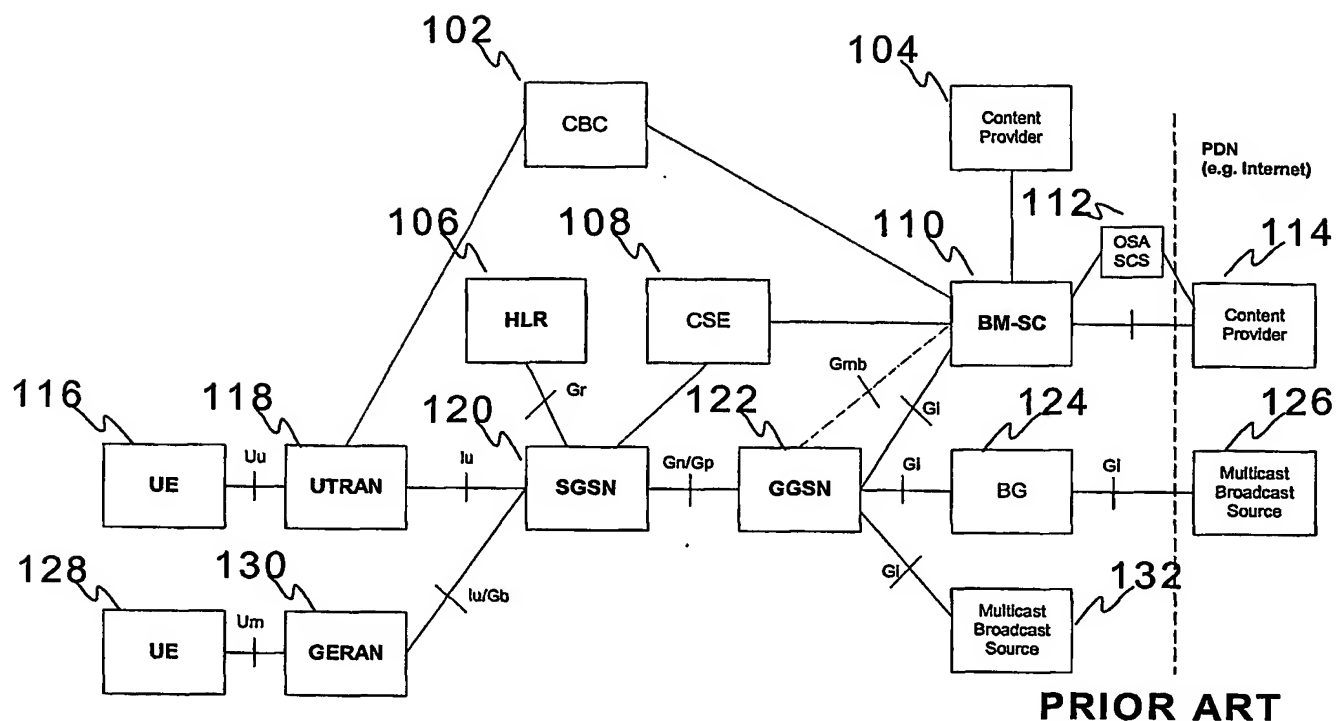 102
104
CBC
Content
Provider
PDN
(e.g. Internet)
106
108
110
112
OSA
SCS
114
HLR
CSE
BM-SC
Content
Provider
Gmb
Gr
Gi
116
118
120
122
124
126
Uu
Iu
Gn/Gp
Gi
Gi
UE
UTRAN
SGSN
GGSN
BG
Multicast
Broadcast
Source
128
130
Iu/Gb
Gi
132
Um
UE
GERAN
Multicast
Broadcast
Source
PRIOR ART